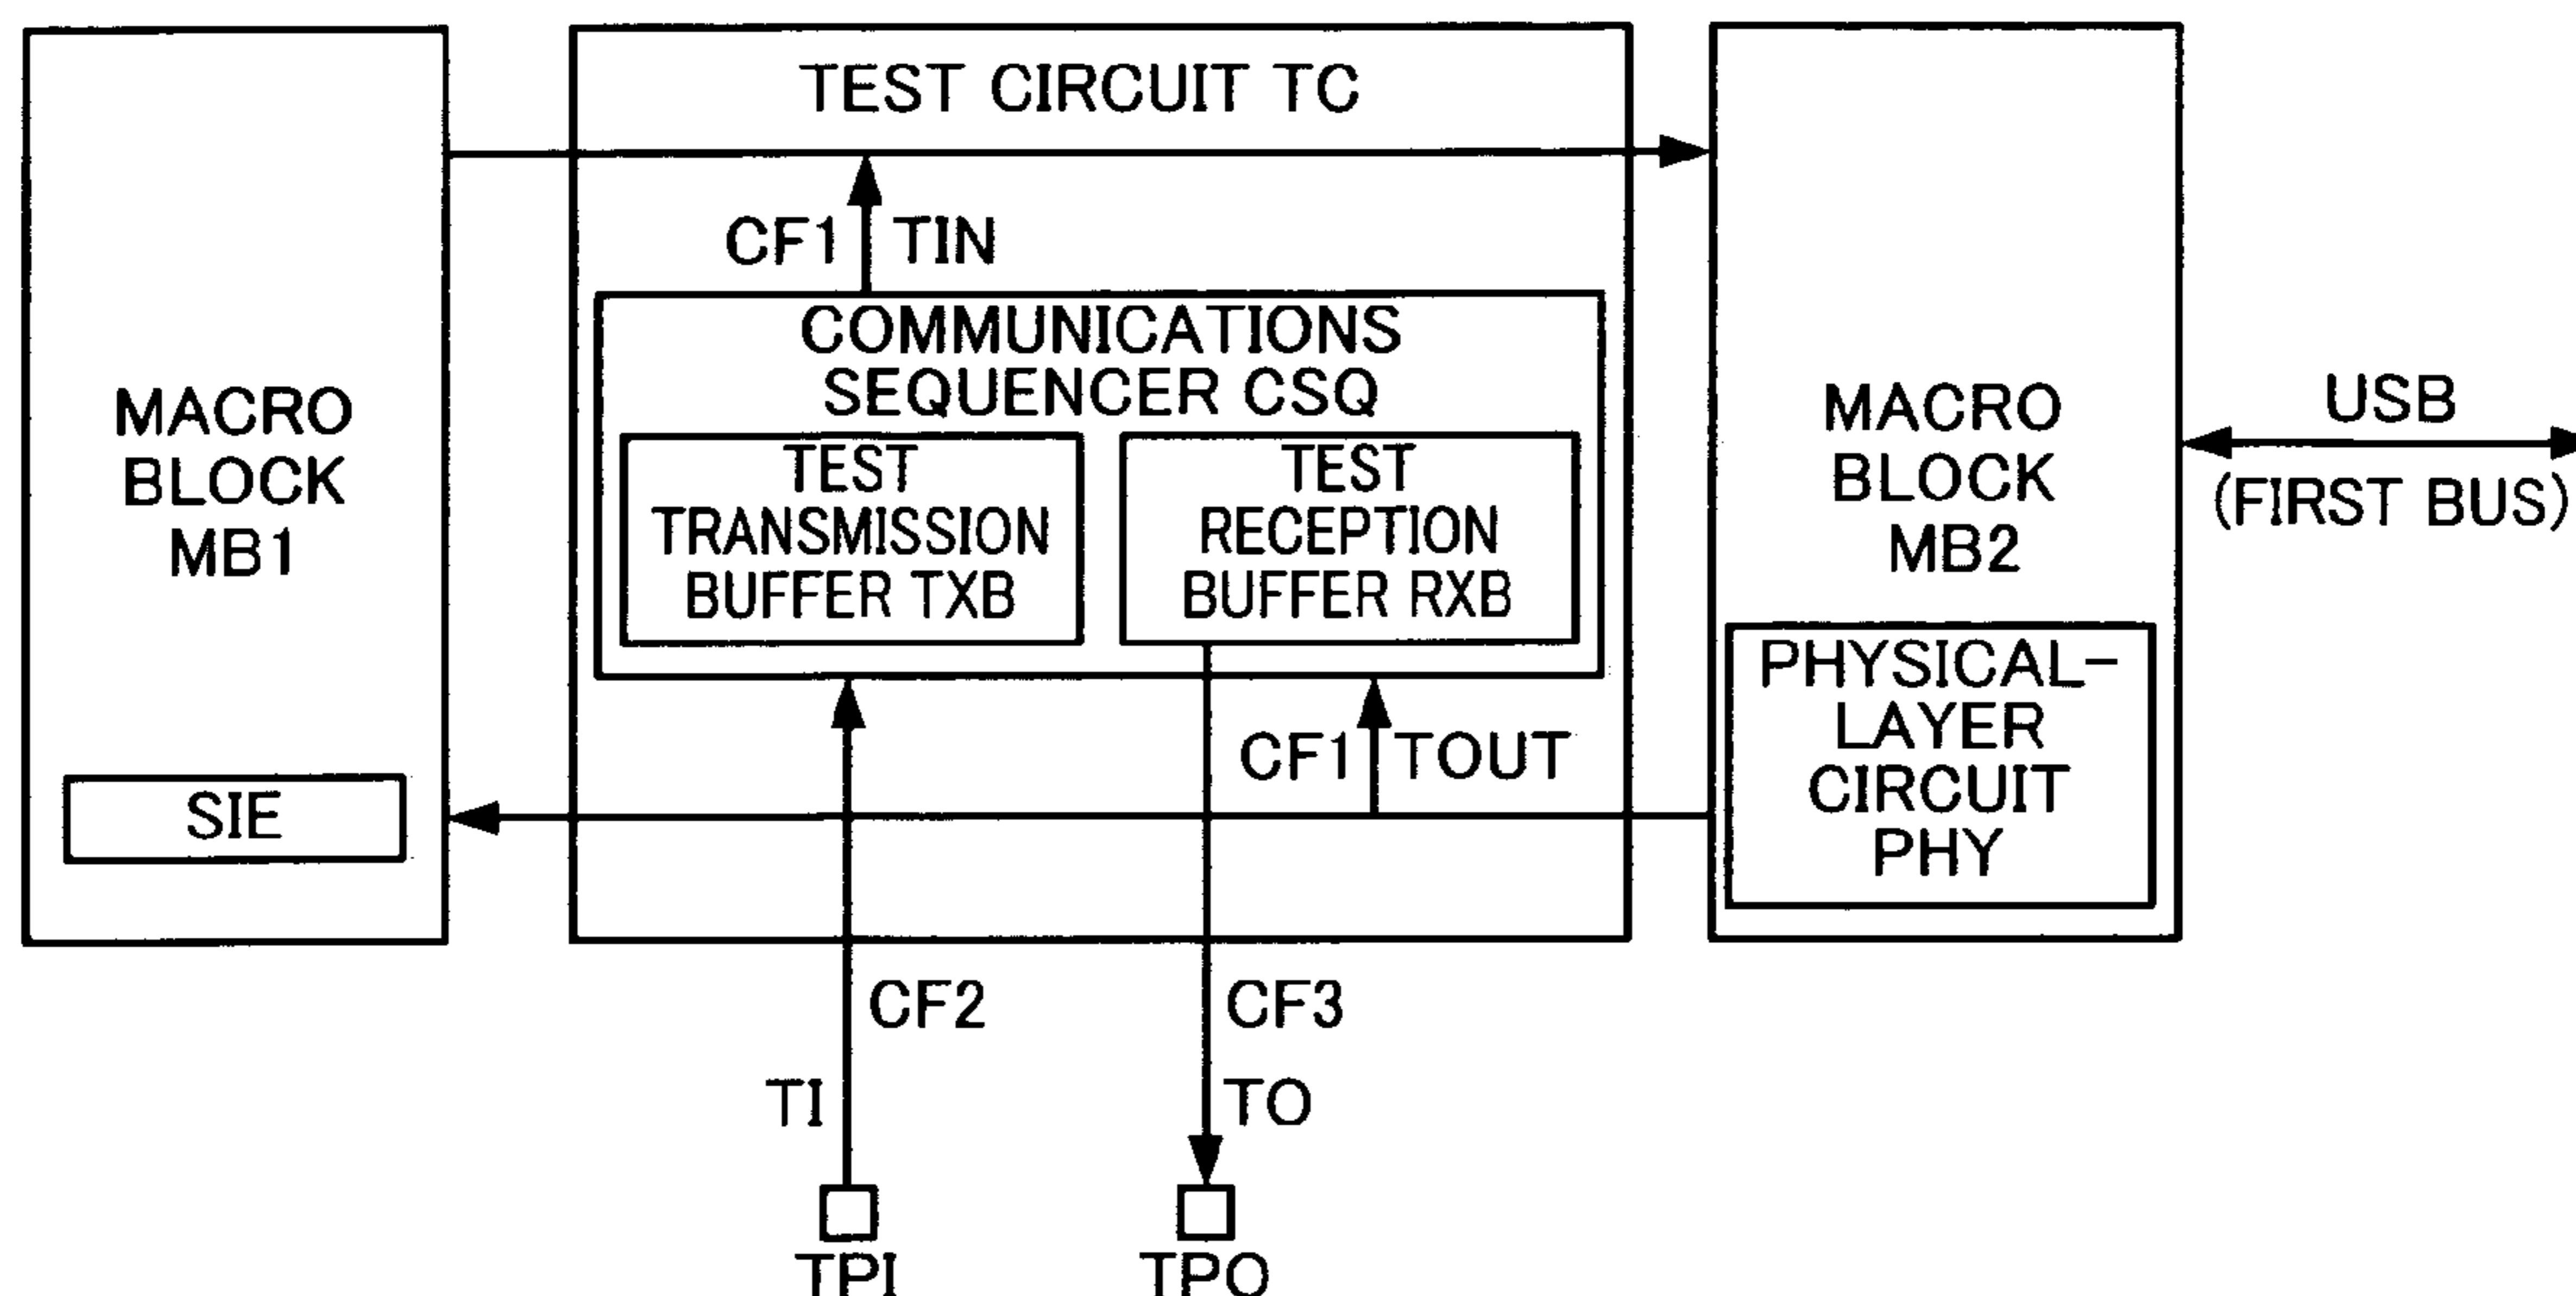 TEST CIRCUIT TC
CF1 TIN
COMMUNICATIONS
SEQUENCER CSQ
TEST
TRANSMISSION
BUFFER TXB
TEST
RECEPTION
BUFFER RXB
CF1 TOUT
MACRO
BLOCK
MB1
SIE
MACRO
BLOCK
MB2
PHYSICAL-
LAYER
CIRCUIT
PHY
USB
(FIRST BUS)
CF2
CF3
TI
TO
TPI
TPO